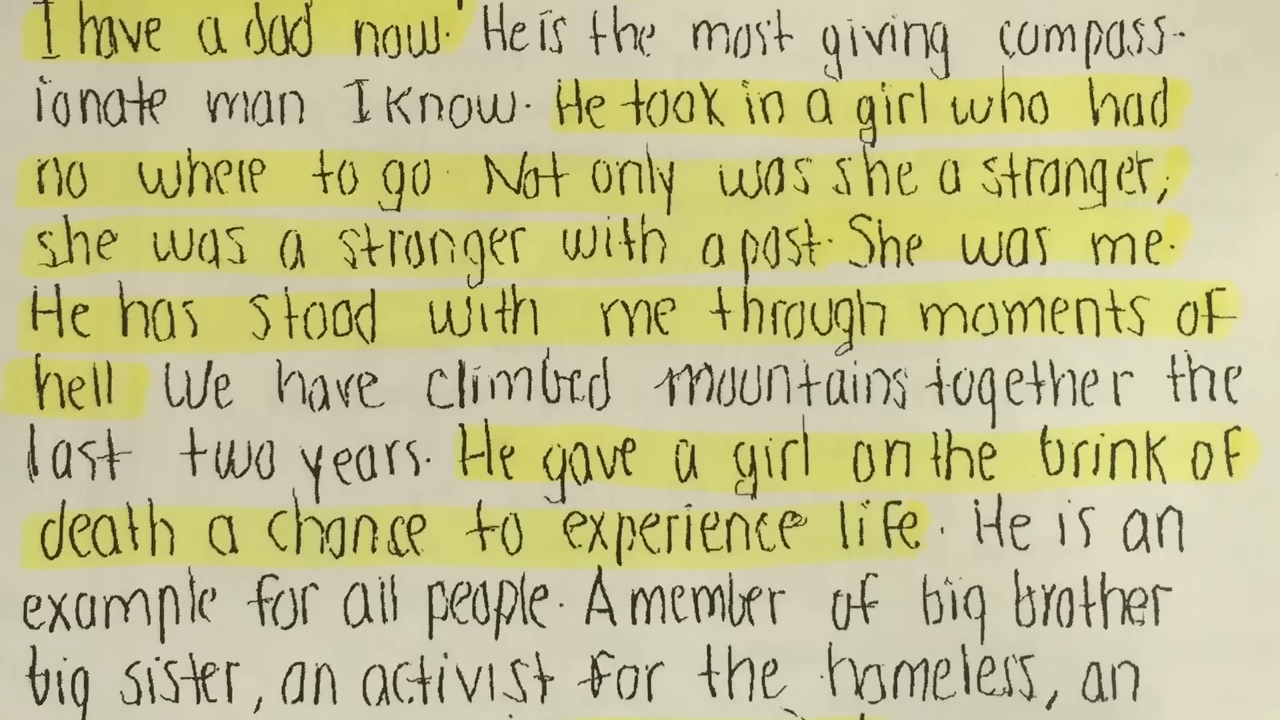 I have a dad now. He is the most giving compass-
ionate man I know. He took in a girl who had
no where to go. Not only was she a stranger,
she was a stranger with a past. She was me.
He has stood with me through moments of
hell We have climbed mountains together the
last two years. He gave a girl on the brink of
death a chance to experience life. He is an
example for all people. A member of big brother
big sister, an activist for the homeless, an